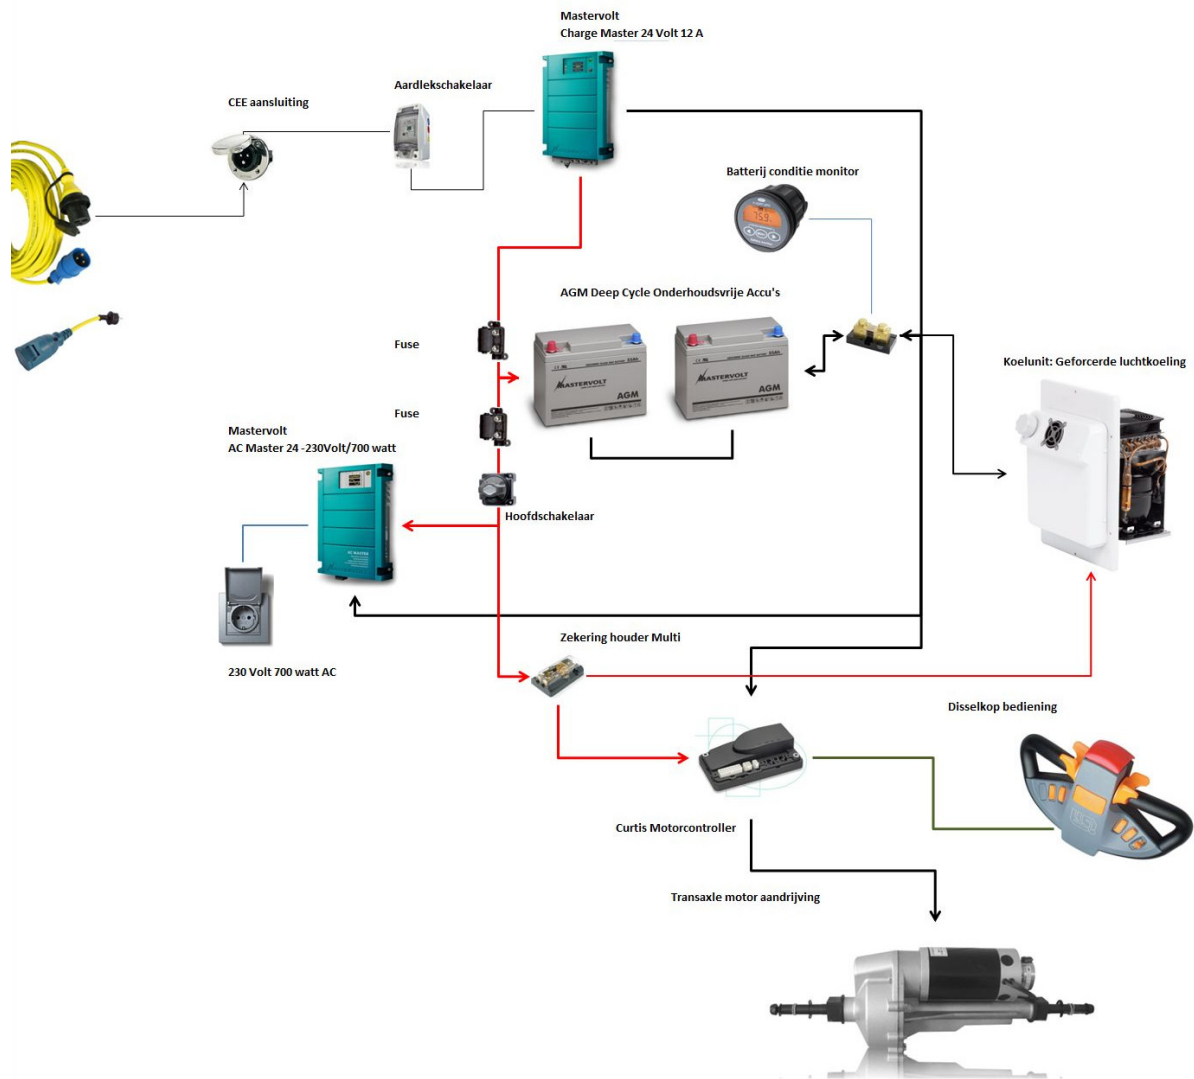 Mastervolt
Charge Master 24 Volt 12 A
Aardlekschakelaar
CEE aansluiting
Batterij conditie monitor
AGM Deep Cycle Onderhoudsvrije Accu's
Fuse
Koelunit: Geforcerde luchtkoeling
MASTERVOLT
AGM
MASTERVOLT
AGM
Fuse
Mastervolt
AC Master 24 -230Volt/700 watt
Hoofdschakelaar
AC MASTER
Zekering houder Multi
230 Volt 700 watt AC
Disselkop bediening
Curtis Motorcontroller
Transaxle motor aandrijving